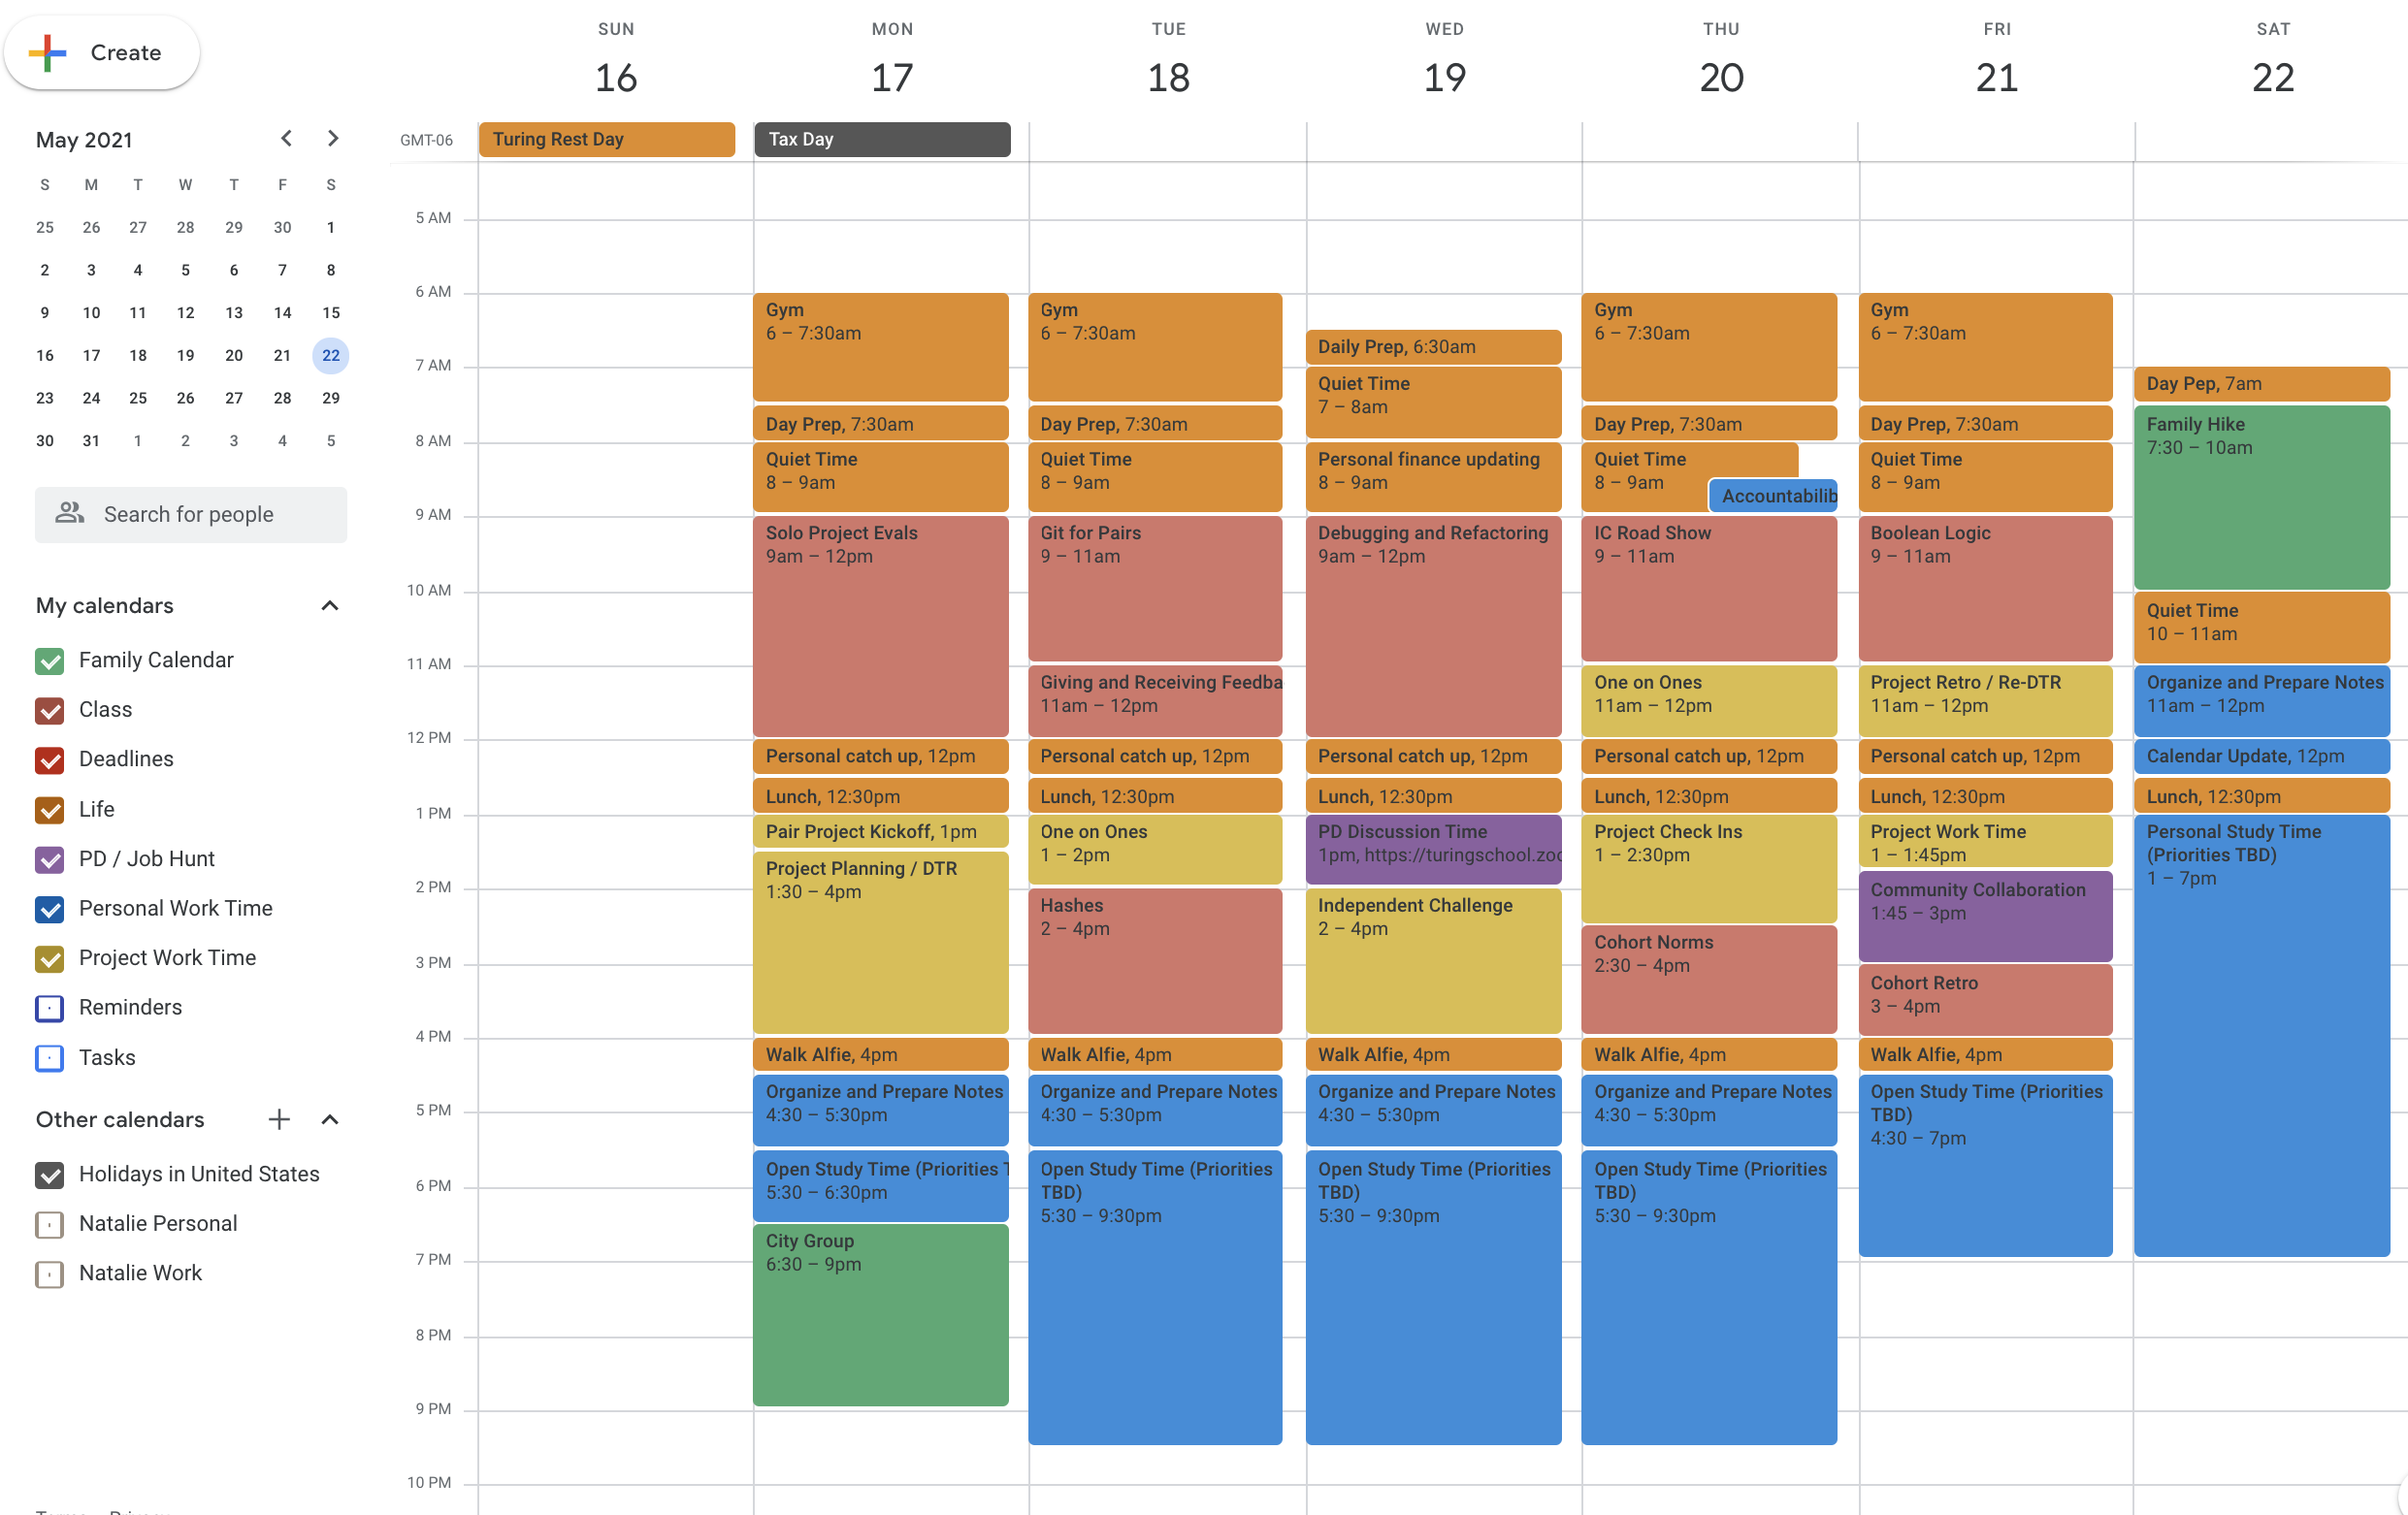 Create
May 2021
S M T W T F S
25 26 27 28 29 30 1
2 3 4 5 6 7 8
9 10 11 12 13 14 15
16 17 18 19 20 21 22
23 24 25 26 27 28 29
30 31 1 2 3 4 5
Search for people
My calendars
Family Calendar
Class
Deadlines
Life
PD / Job Hunt
Personal Work Time
Project Work Time
Reminders
Tasks
Other calendars
Holidays in United States
Natalie Personal
Natalie Work
GMT-06
5 AM
6 AM
7 AM
8 AM
9 AM
10 AM
11 AM
12 PM
1 PM
2 PM
3 PM
4 PM
5 PM
6 PM
7 PM
8 PM
9 PM
10 PM
SUN
16
Turing Rest Day
MON
17
Tax Day
Gym
6 – 7:30am
Day Prep, 7:30am
Quiet Time
8 – 9am
Solo Project Evals
9am – 12pm
Personal catch up, 12pm
Lunch, 12:30pm
Pair Project Kickoff, 1pm
Project Planning / DTR
1:30 – 4pm
Walk Alfie, 4pm
Organize and Prepare Notes
4:30 – 5:30pm
Open Study Time (Priorities
5:30 – 6:30pm
City Group
6:30 – 9pm
TUE
18
Gym
6 – 7:30am
Day Prep, 7:30am
Quiet Time
8 – 9am
Git for Pairs
9 – 11am
Giving and Receiving Feedba
11am – 12pm
Personal catch up, 12pm
Lunch, 12:30pm
One on Ones
1 – 2pm
Hashes
2 – 4pm
Walk Alfie, 4pm
Organize and Prepare Notes
4:30 – 5:30pm
Open Study Time (Priorities
TBD)
5:30 – 9:30pm
WED
19
Daily Prep, 6:30am
Quiet Time
7 – 8am
Personal finance updating
8 – 9am
Debugging and Refactoring
9am – 12pm
Personal catch up, 12pm
Lunch, 12:30pm
PD Discussion Time
1pm, https://turingschool.zoo
Independent Challenge
2 – 4pm
Walk Alfie, 4pm
Organize and Prepare Notes
4:30 – 5:30pm
Open Study Time (Priorities
TBD)
5:30 – 9:30pm
THU
20
Gym
6 – 7:30am
Day Prep, 7:30am
Quiet Time
8 – 9am
Accountabilib
IC Road Show
9 – 11am
One on Ones
11am – 12pm
Personal catch up, 12pm
Lunch, 12:30pm
Project Check Ins
1 – 2:30pm
Cohort Norms
2:30 – 4pm
Walk Alfie, 4pm
Organize and Prepare Notes
4:30 – 5:30pm
Open Study Time (Priorities
TBD)
5:30 – 9:30pm
FRI
21
Gym
6 – 7:30am
Day Prep, 7:30am
Quiet Time
8 – 9am
Boolean Logic
9 – 11am
Project Retro / Re-DTR
11am – 12pm
Personal catch up, 12pm
Lunch, 12:30pm
Project Work Time
1 – 1:45pm
Community Collaboration
1:45 – 3pm
Cohort Retro
3 – 4pm
Walk Alfie, 4pm
Open Study Time (Priorities
TBD)
4:30 – 7pm
SAT
22
Day Pep, 7am
Family Hike
7:30 – 10am
Quiet Time
10 – 11am
Organize and Prepare Notes
11am – 12pm
Calendar Update, 12pm
Lunch, 12:30pm
Personal Study Time
(Priorities TBD)
1 – 7pm